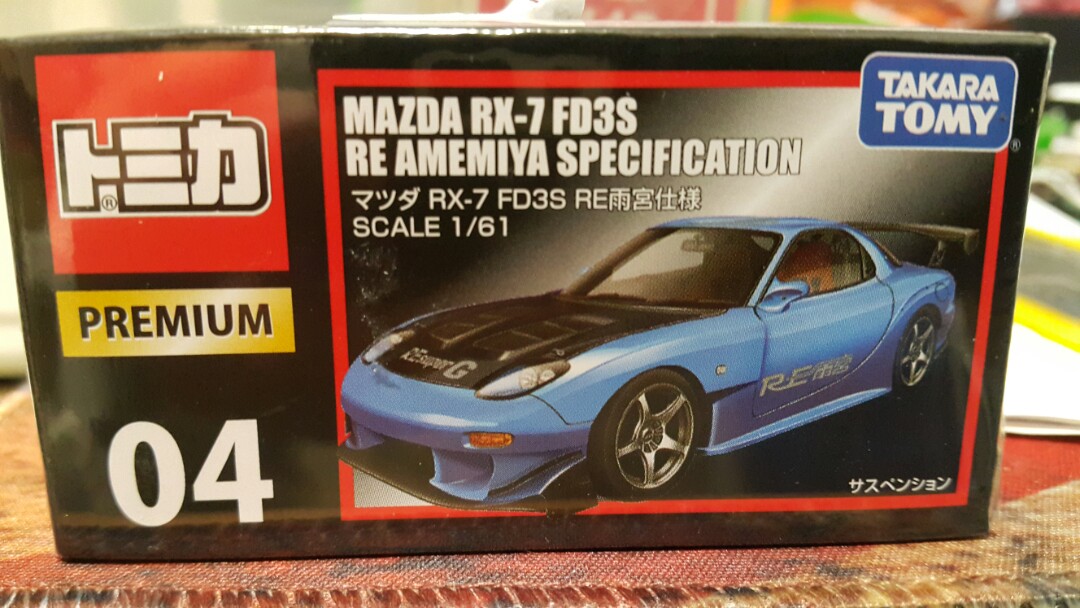 トミカ
®
PREMIUM
04
MAZDA RX-7 FD3S
RE AMEMIYA SPECIFICATION
マツダ RX-7 FD3S RE雨宮仕様
SCALE 1/61
TAKARA
TOMY
®
RE雨宮
サスペンション